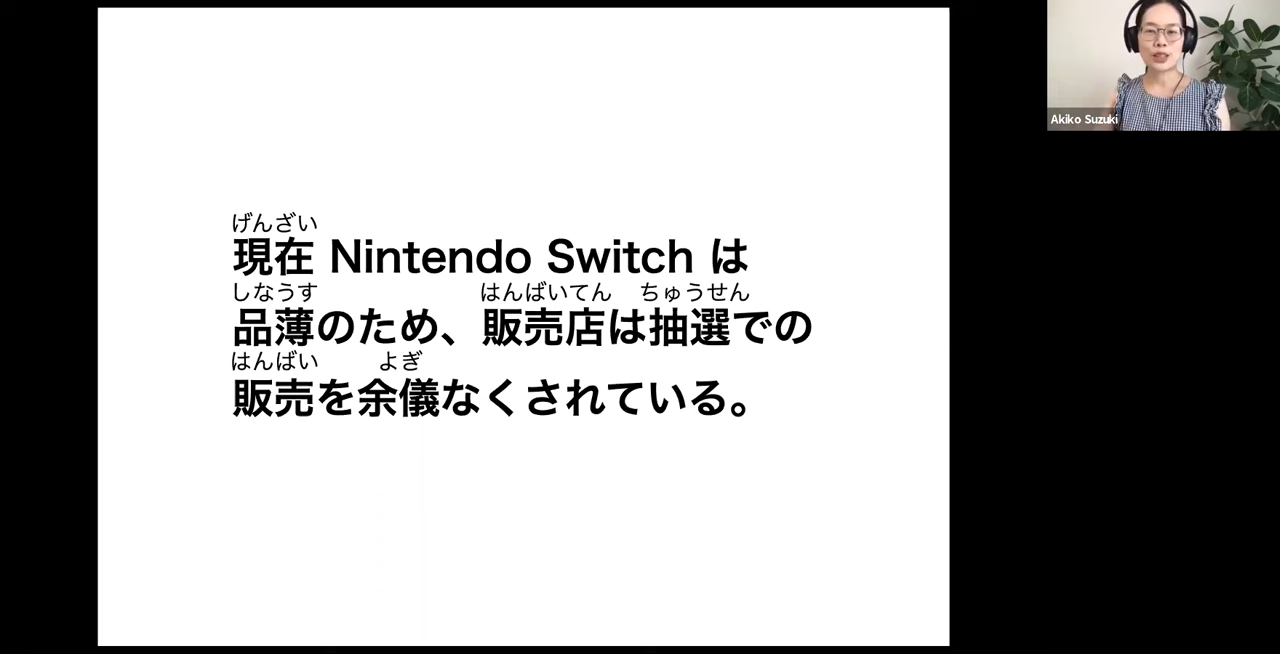 げんざい
現在 Nintendo Switch は
しなうす はんばいてん ちゅうせん
品薄のため、販売店は抽選での
はんばい よぎ
販売を余儀なくされている。
Akiko Suzuki